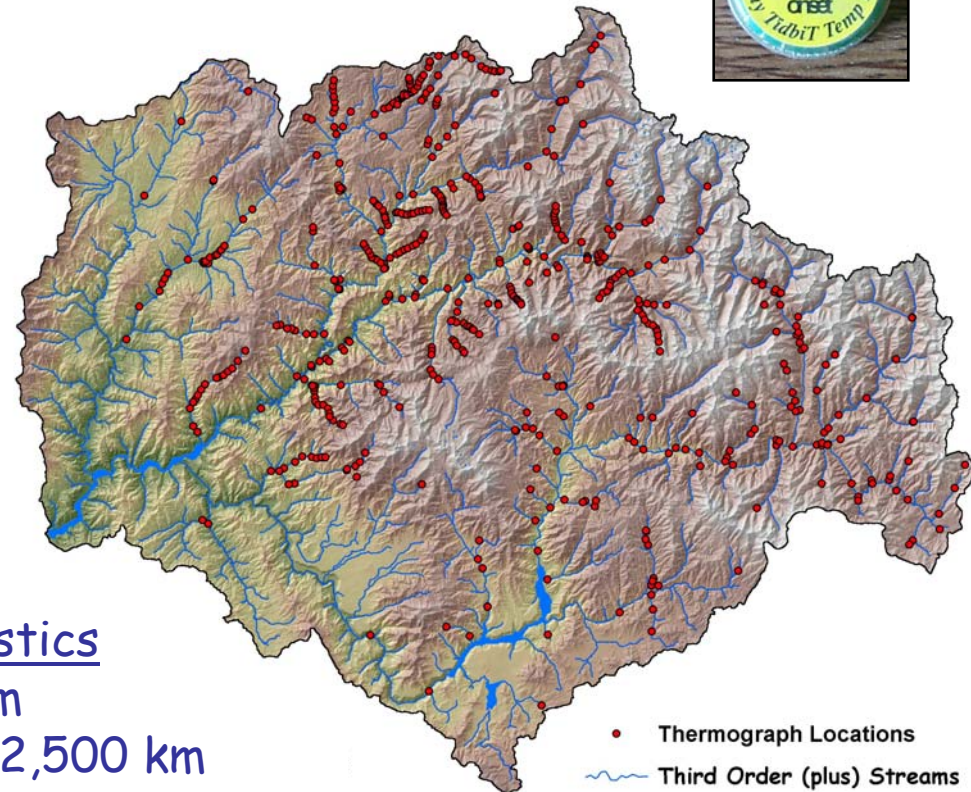 onset
TidbiT Temp
stics
m
2,500 km
Thermograph Locations
Third Order (plus) Streams